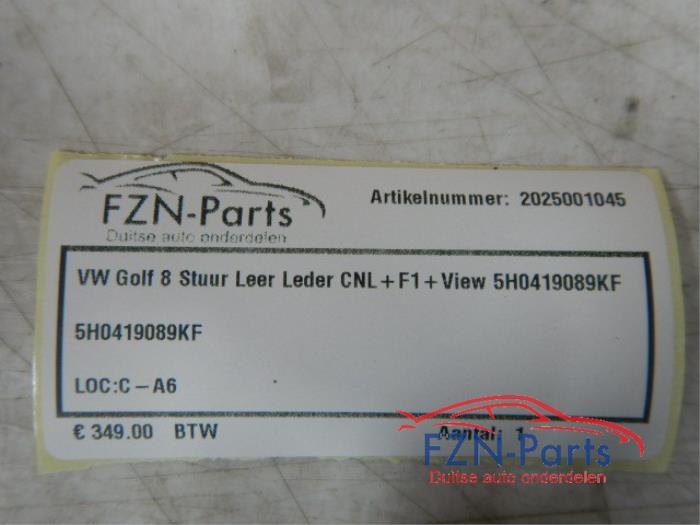 FZN-Parts
Duitse auto onderdelen
Artikelnummer: 2025001045
VW Golf 8 Stuur Leer Leder CNL+F1+View 5H0419089KF
5H0419089KF
LOC:C-A6
€ 349.00 BTW
Aantal: 1
FZN-Parts
Duitse auto onderdelen